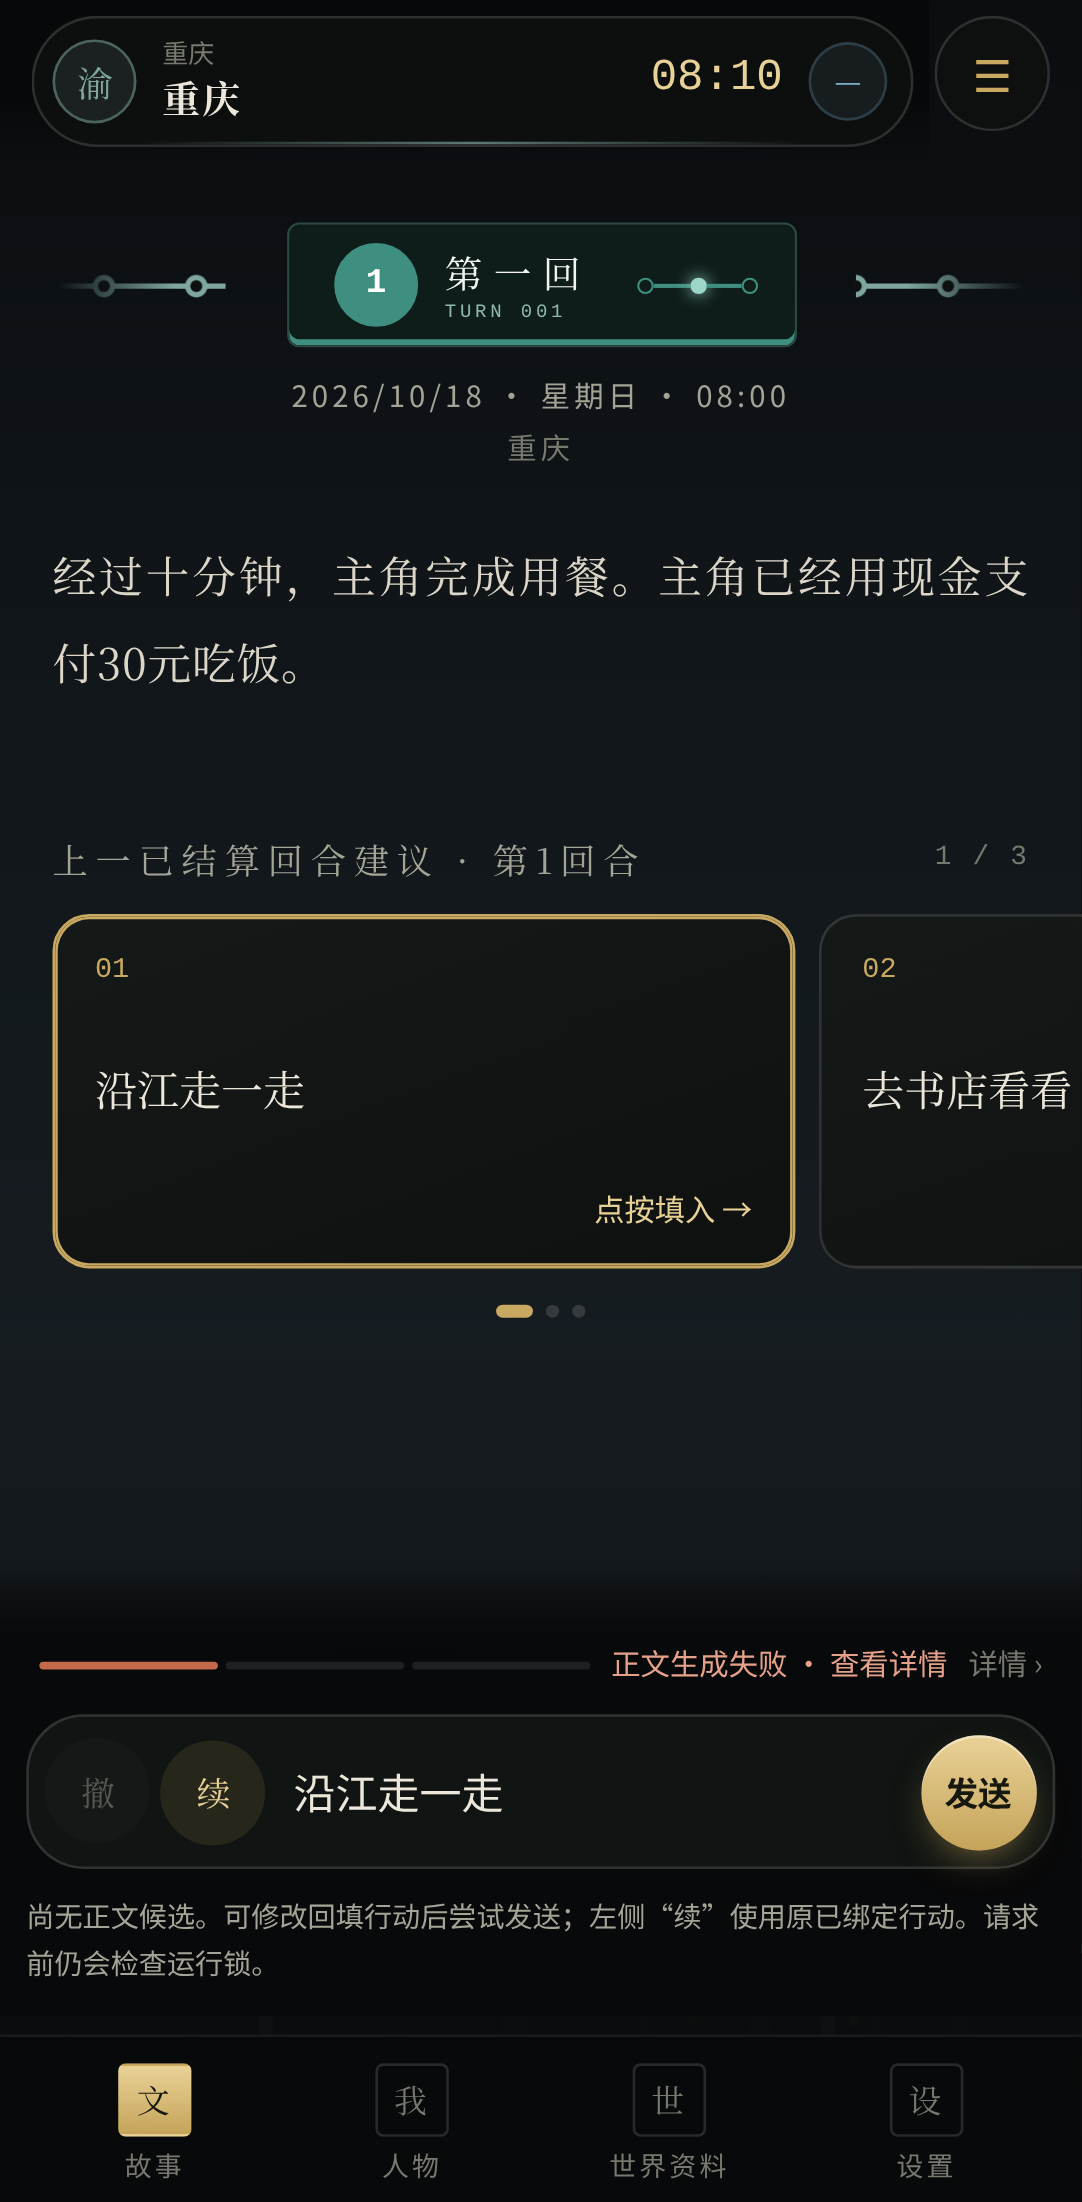 渝
重庆
重庆
08:10
—
☰
1
第一回
TURN 001
2026/10/18 · 星期日 · 08:00
重庆
经过十分钟，主角完成用餐。主角已经用现金支
付30元吃饭。
上一已结算回合建议 · 第1回合
1 / 3
01
沿江走一走
点按填入→
02
去书店看看
正文生成失败 · 查看详情 详情 ›
撤
续
沿江走一走
发送
尚无正文候选。可修改回填行动后尝试发送；左侧“续”使用原已绑定行动。请求
前仍会检查运行锁。
文
故事
我
人物
世
世界资料
设
设置